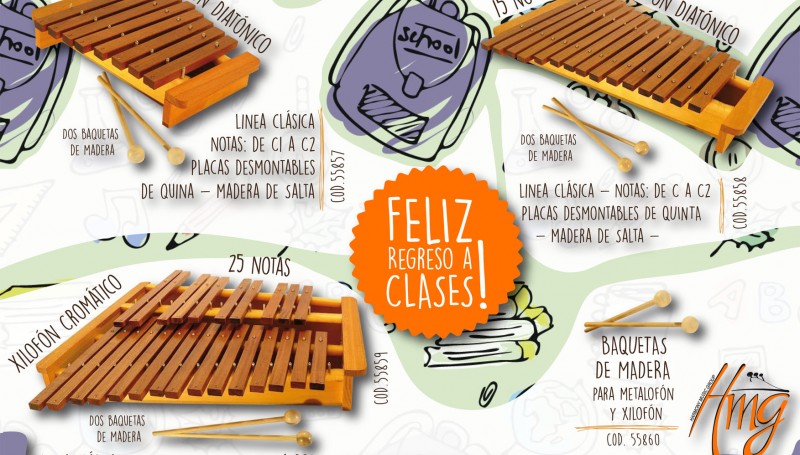 DIATÓNICO
school
DOS BAQUETAS
DE MADERA
LINEA CLÁSICA
NOTAS: DE C1 A C2
PLACAS DESMONTABLES
DE QUINA – MADERA DE SALTA
COD.55857
15 NOTAS
DIATÓNICO
DOS BAQUETAS
DE MADERA
LINEA CLÁSICA – NOTAS: DE C A C2
PLACAS DESMONTABLES DE QUINTA
– MADERA DE SALTA –
COD.55858
FELIZ
REGRESO A
CLASES!
XILOFÓN CROMÁTICO
25 NOTAS
COD.55859
DOS BAQUETAS
DE MADERA
BAQUETAS
DE MADERA
PARA METALOFÓN
Y XILOFÓN
COD. 55860
Hmg